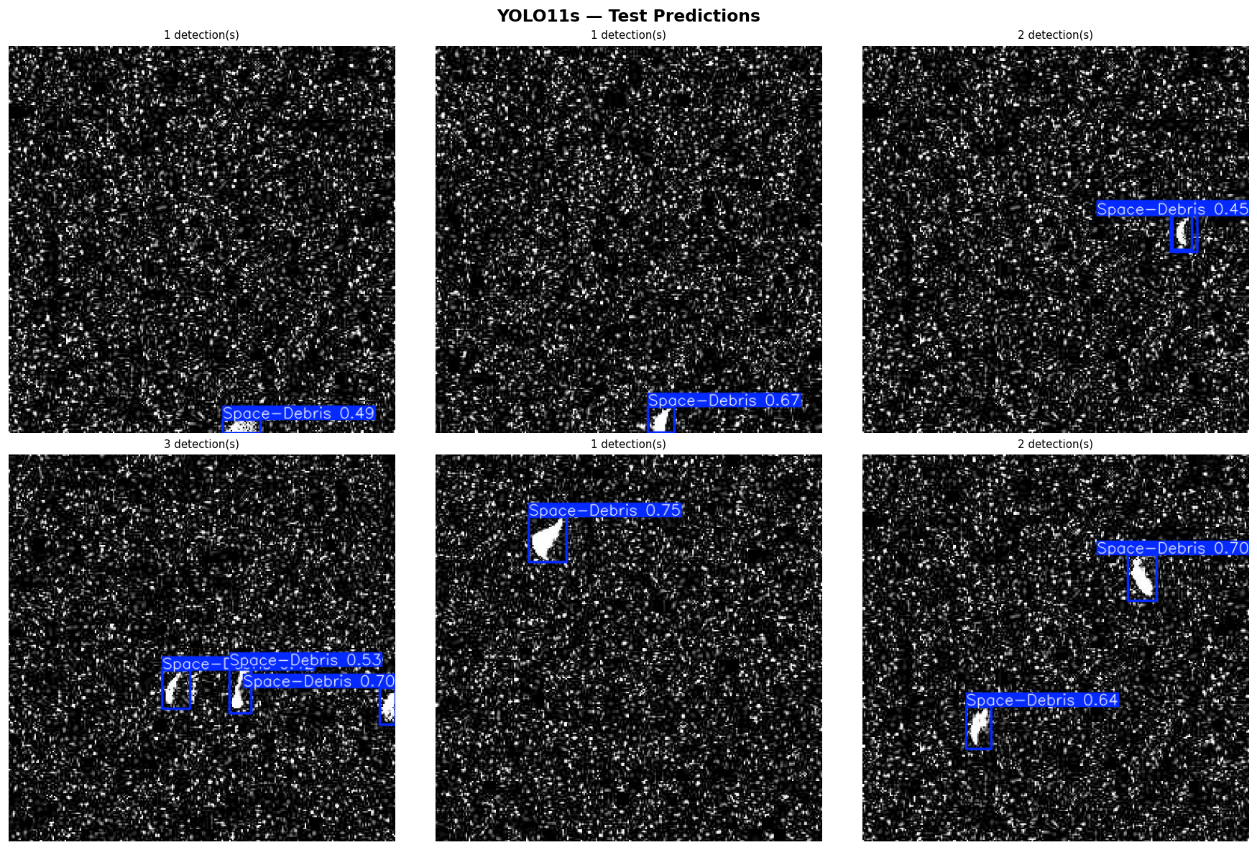 YOLO11s — Test Predictions
1 detection(s)
1 detection(s)
2 detection(s)
Space-Debris 0.45
Space-Debris 0.49
Space-Debris 0.67
3 detection(s)
1 detection(s)
2 detection(s)
Space-Debris 0.75
Space-Debris 0.70
Space-D
Space-Debris 0.53
Space-Debris 0.70
Space-Debris 0.64